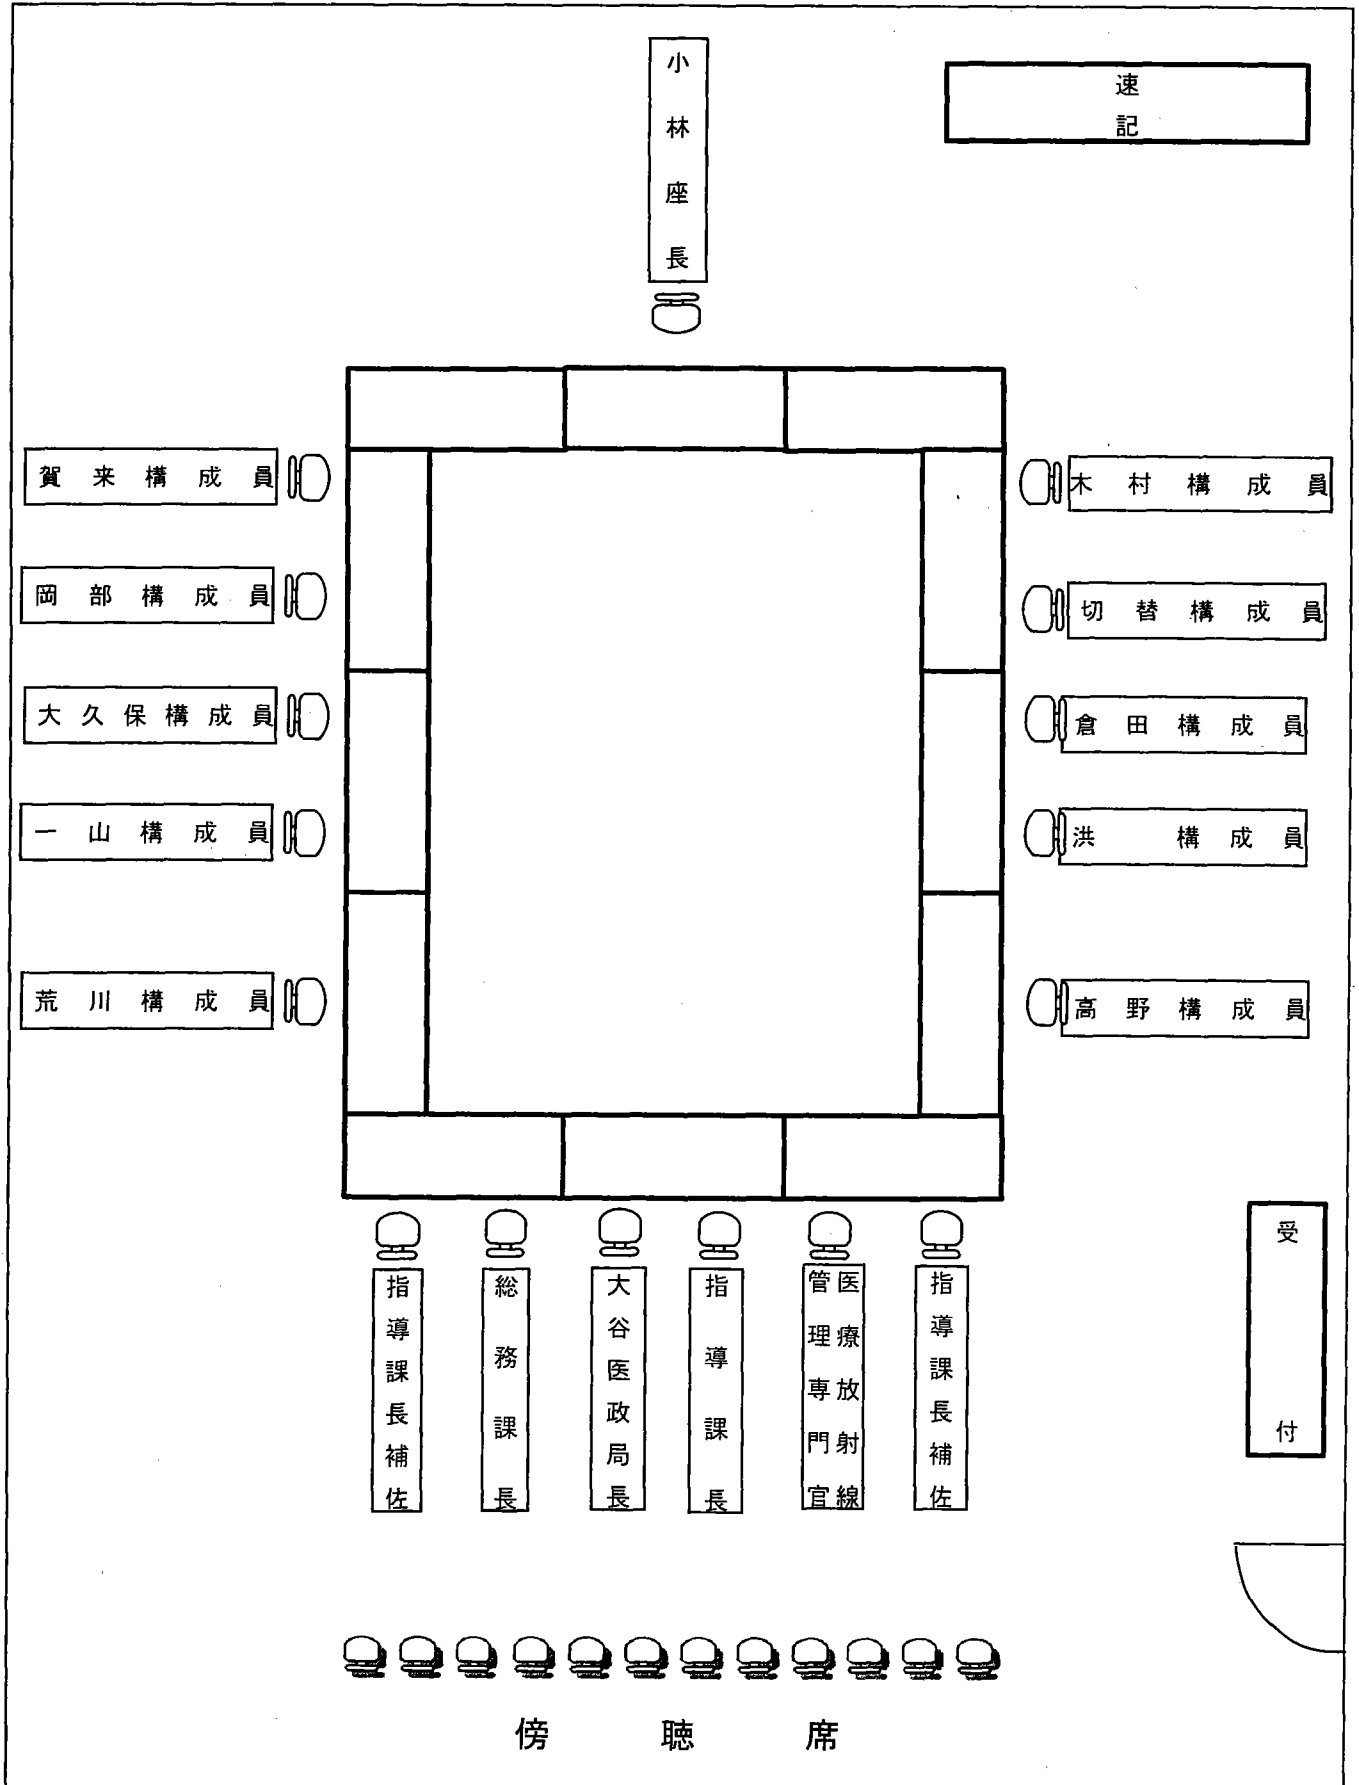 小林座長
速記
賀来構成員
木村構成員
岡部構成員
切替構成員
大久保構成員
倉田構成員
一山構成員
洪 構成員
荒川構成員
高野構成員
指導課長補佐
総務課長
大谷医政局長
指導課長
医療放射線
管理専門官
指導課長補佐
受付
傍聴席